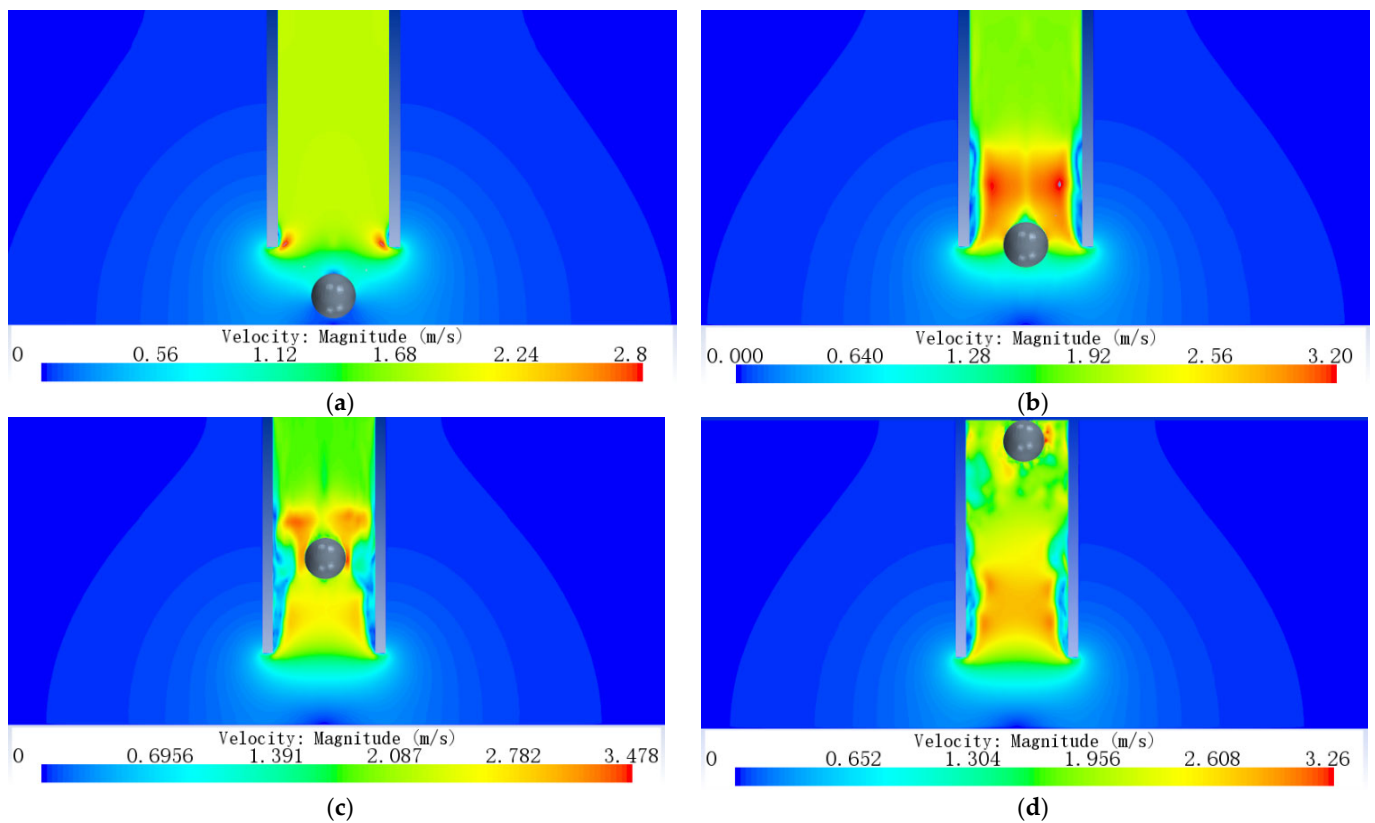 Velocity: Magnitude (m/s)
0 0.56 1.12 1.68 2.24 2.8
(a)
Velocity: Magnitude (m/s)
0.000 0.640 1.28 1.92 2.56 3.20
(b)
Velocity: Magnitude (m/s)
0 0.6956 1.391 2.087 2.782 3.478
(c)
Velocity: Magnitude (m/s)
0 0.652 1.304 1.956 2.608 3.26
(d)